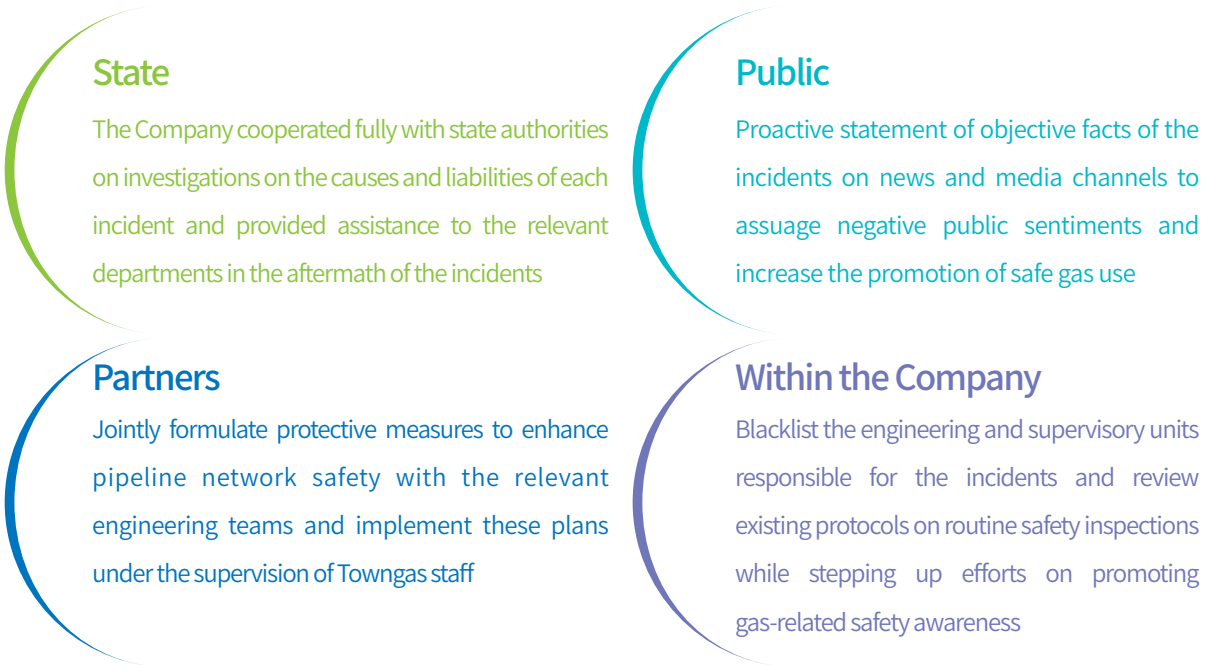 State
The Company cooperated fully with state authorities
on investigations on the causes and liabilities of each
incident and provided assistance to the relevant
departments in the aftermath of the incidents
Public
Proactive statement of objective facts of the
incidents on news and media channels to
assuage negative public sentiments and
increase the promotion of safe gas use
Partners
Jointly formulate protective measures to enhance
pipeline network safety with the relevant
engineering teams and implement these plans
under the supervision of Towngas staff
Within the Company
Blacklist the engineering and supervisory units
responsible for the incidents and review
existing protocols on routine safety inspections
while stepping up efforts on promoting
gas-related safety awareness